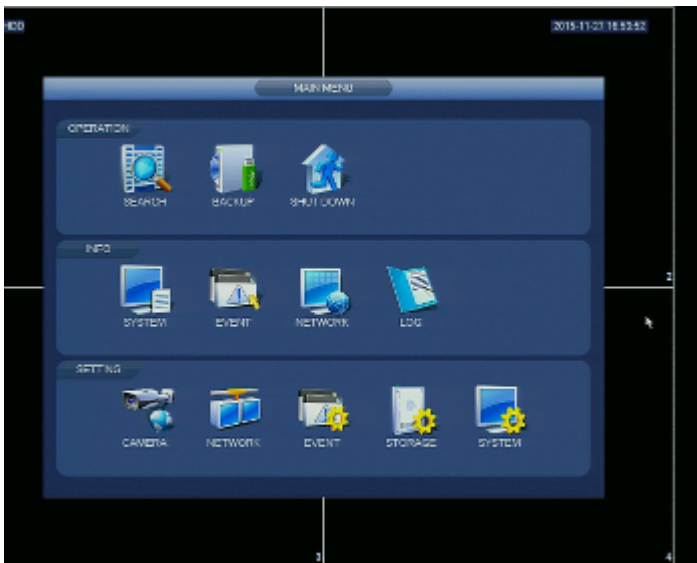 HDD
2015-11-27 16:53:52
MAIN MENU
OPERATION
SEARCH
BACKUP
SHUTDOWN
INFO
SYSTEM
EVENT
NETWORK
LOG
2
SETTING
CAMERA
NETWORK
EVENT
STORAGE
SYSTEM
3
4